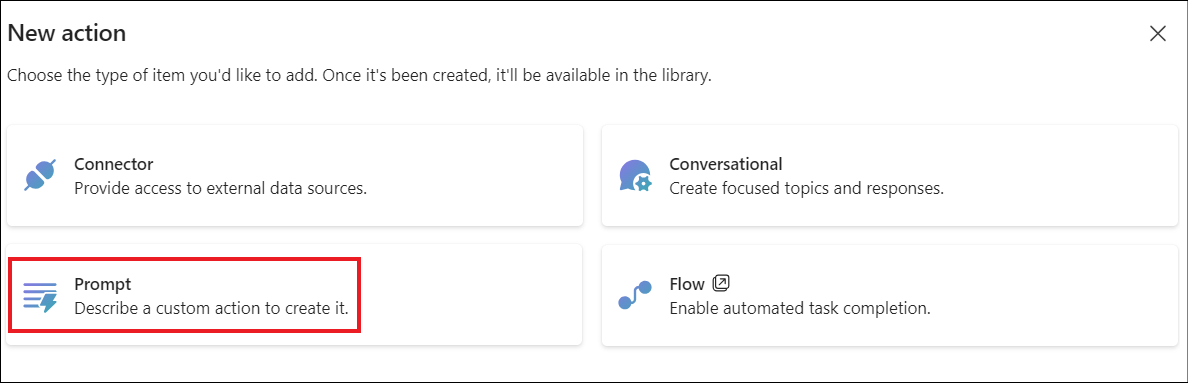 New action
Choose the type of item you'd like to add. Once it's been created, it'll be available in the library.
Connector
Provide access to external data sources.
Conversational
Create focused topics and responses.
Prompt
Describe a custom action to create it.
Flow
Enable automated task completion.